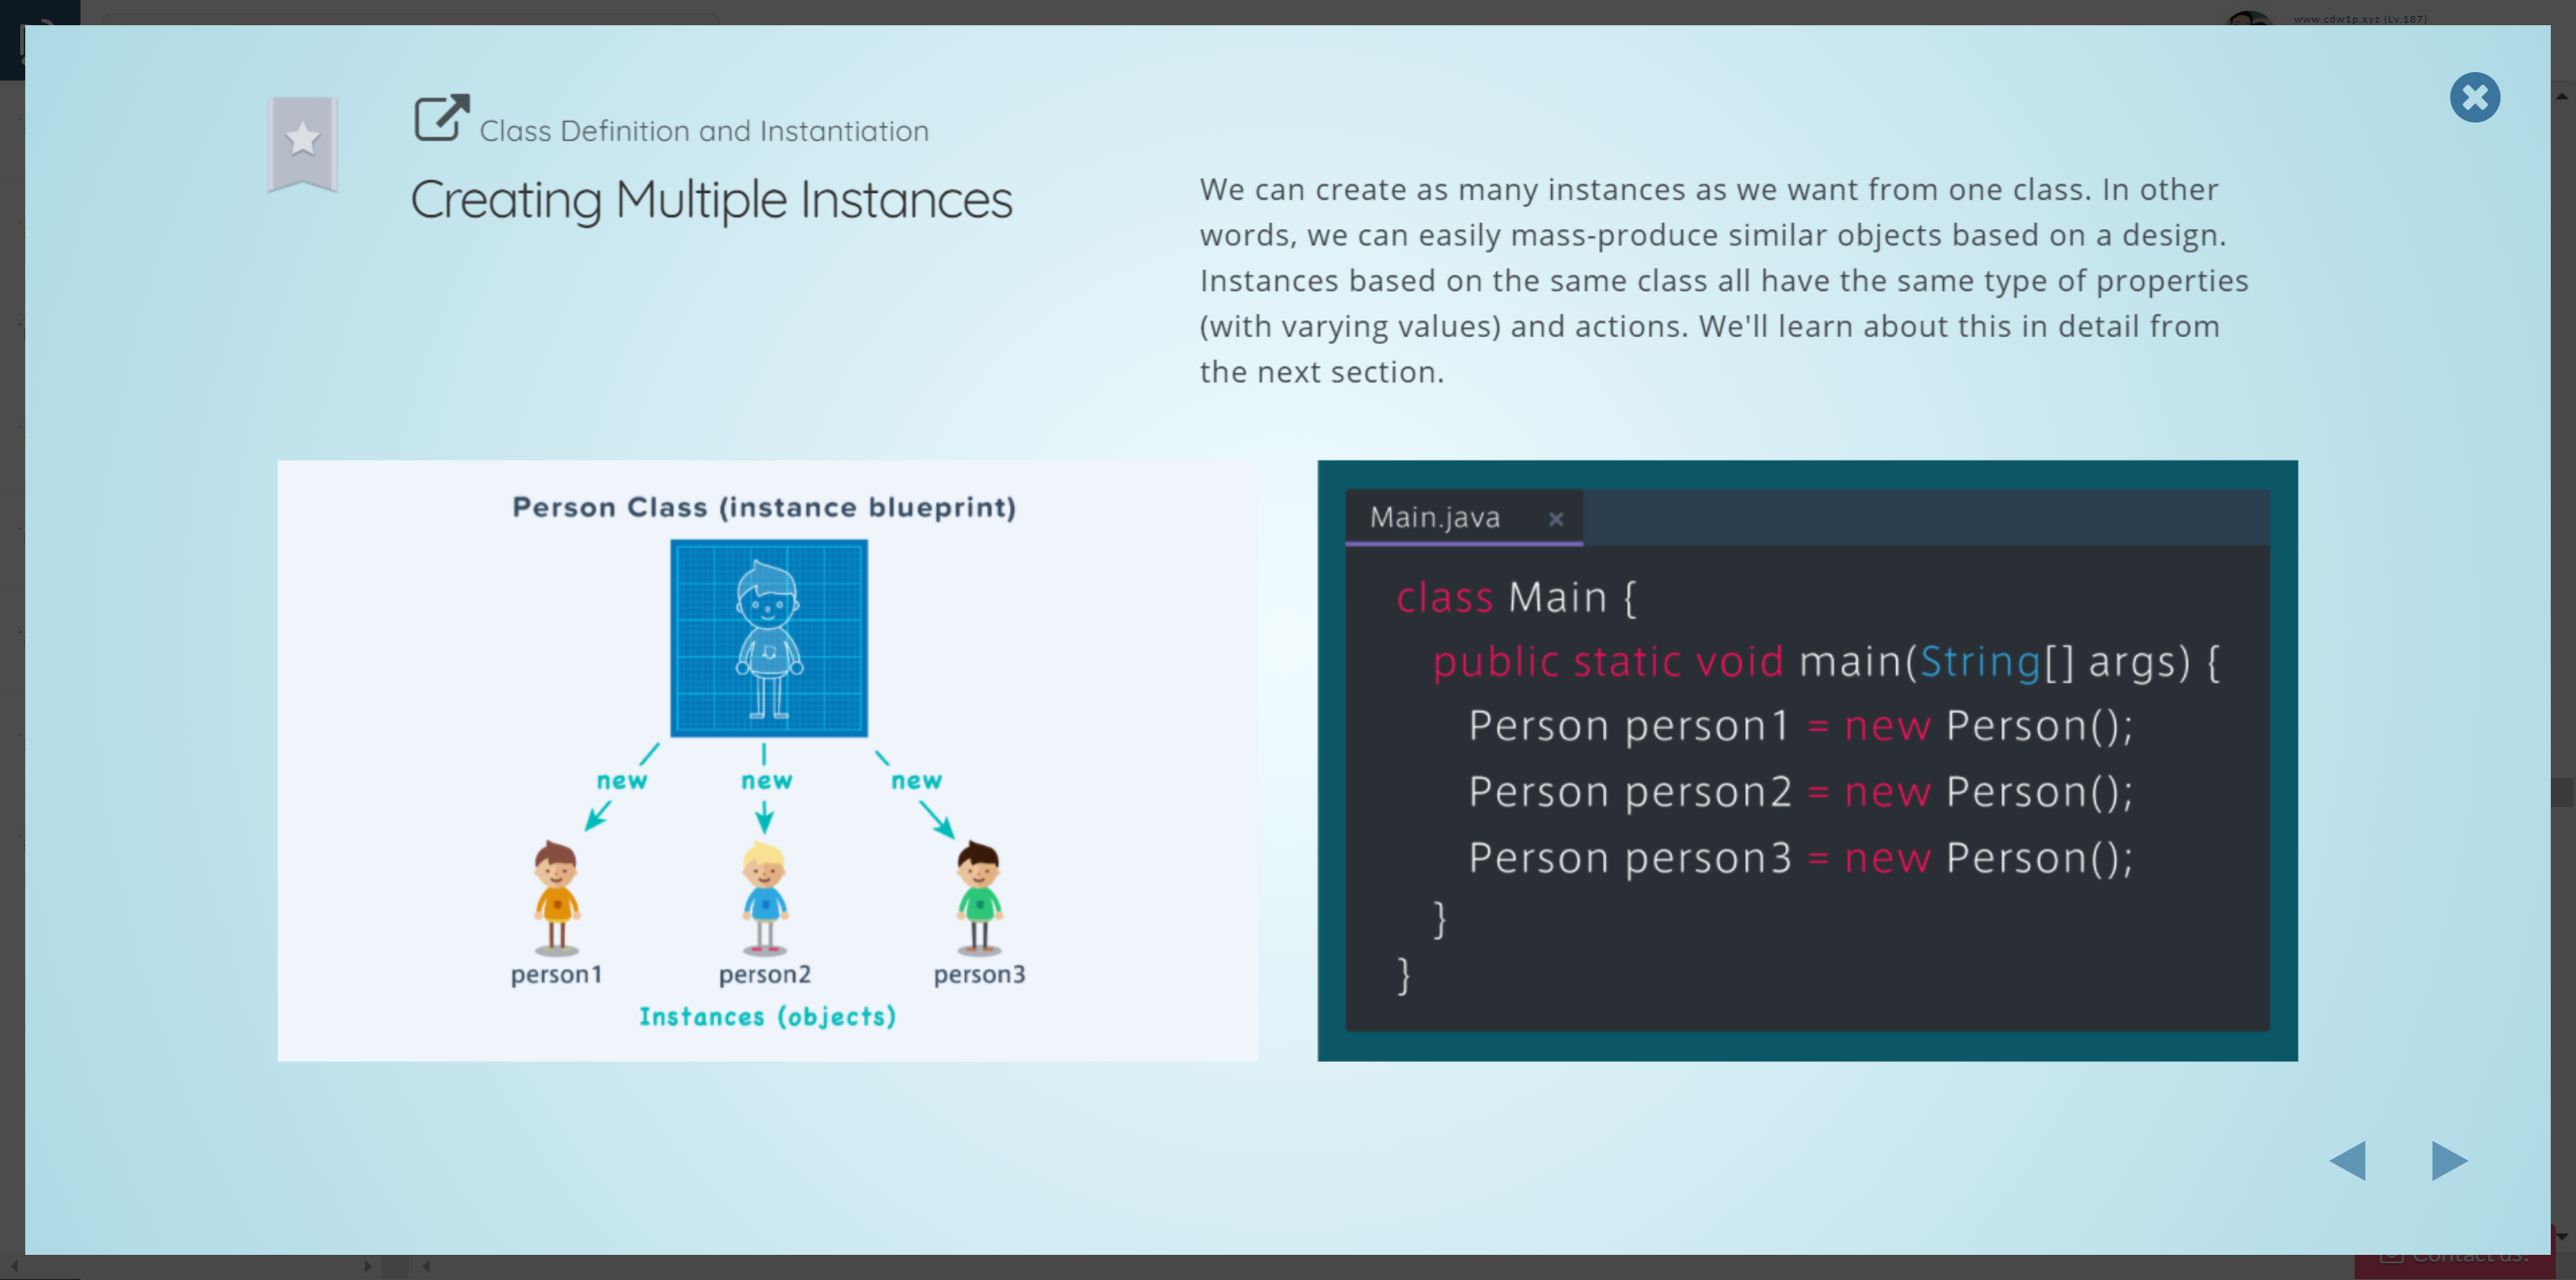 www.cdw1p.xyz (Lv.187)
Class Definition and Instantiation
Creating Multiple Instances
We can create as many instances as we want from one class. In other
words, we can easily mass-produce similar objects based on a design.
Instances based on the same class all have the same type of properties
(with varying values) and actions. We'll learn about this in detail from
the next section.
Person Class (instance blueprint)
new new new
person1 person2 person3
Instances (objects)
Main.java ×
class Main {
public static void main(String[] args) {
Person person1 = new Person();
Person person2 = new Person();
Person person3 = new Person();
}
}
Contact us!